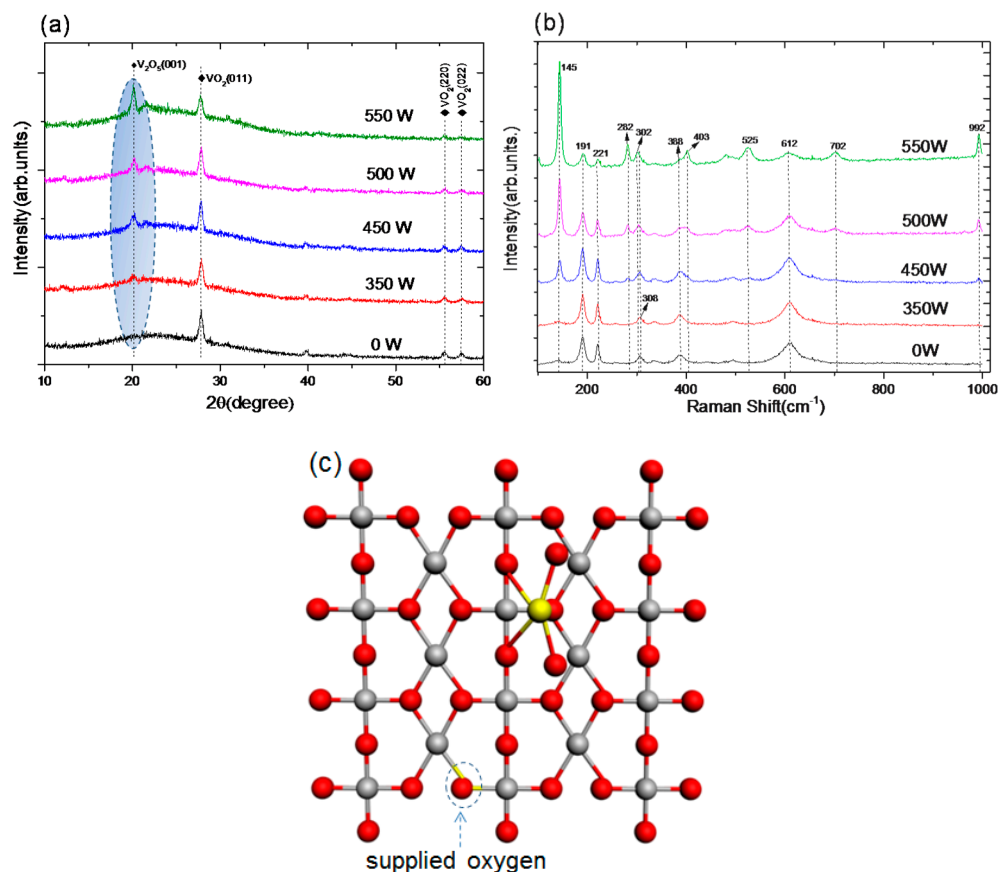 (a)
V₂O₅(001)
VO₂(011)
VO₂(220)
VO₂(022)
550 W
500 W
450 W
350 W
0 W
Intensity(arb.units.)
10 20 30 40 50 60
2θ(degree)
(b)
145
191
221
282
302
388
403
525
612
702
992
308
550W
500W
450W
350W
0W
Intensity(arb.units.)
200 400 600 800 1000
Raman Shift(cm⁻¹)
(c)
supplied oxygen